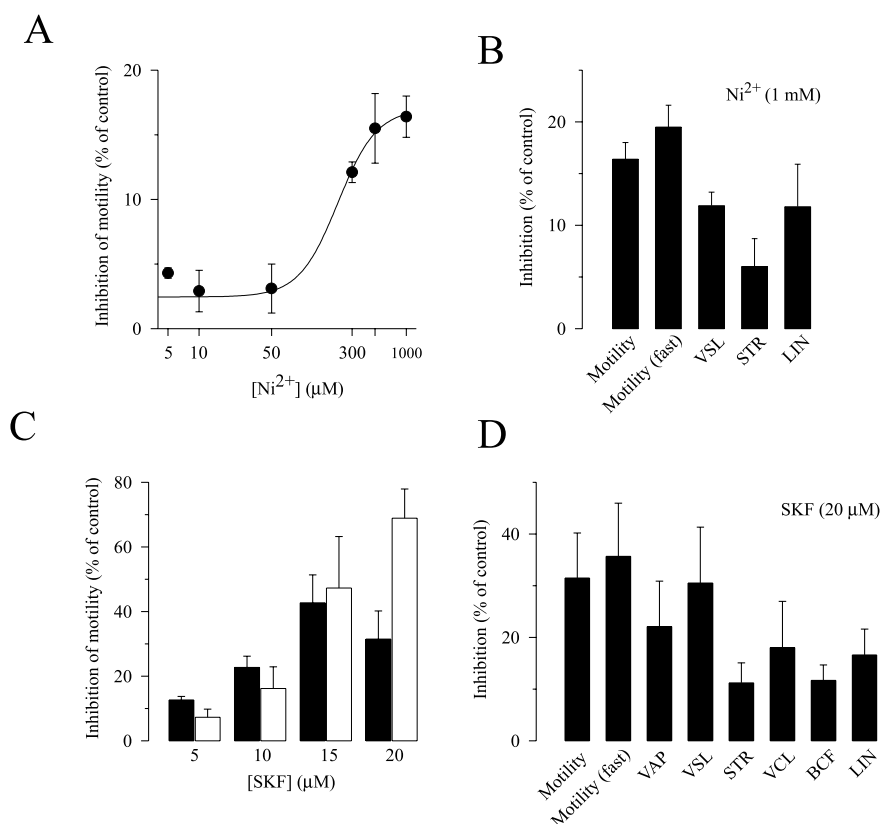 A
Inhibition of motility (% of control)
20
10
0
5 10 50 300 1000
[Ni²⁺] (µM)
B
Inhibition (% of control)
20
10
0
Ni²⁺ (1 mM)
Motility Motility (fast) VSL STR LIN
C
Inhibition of motility (% of control)
80
60
40
20
0
5 10 15 20
[SKF] (µM)
D
Inhibition (% of control)
40
20
0
SKF (20 µM)
Motility Motility (fast) VAP VSL STR VCL BCF LIN